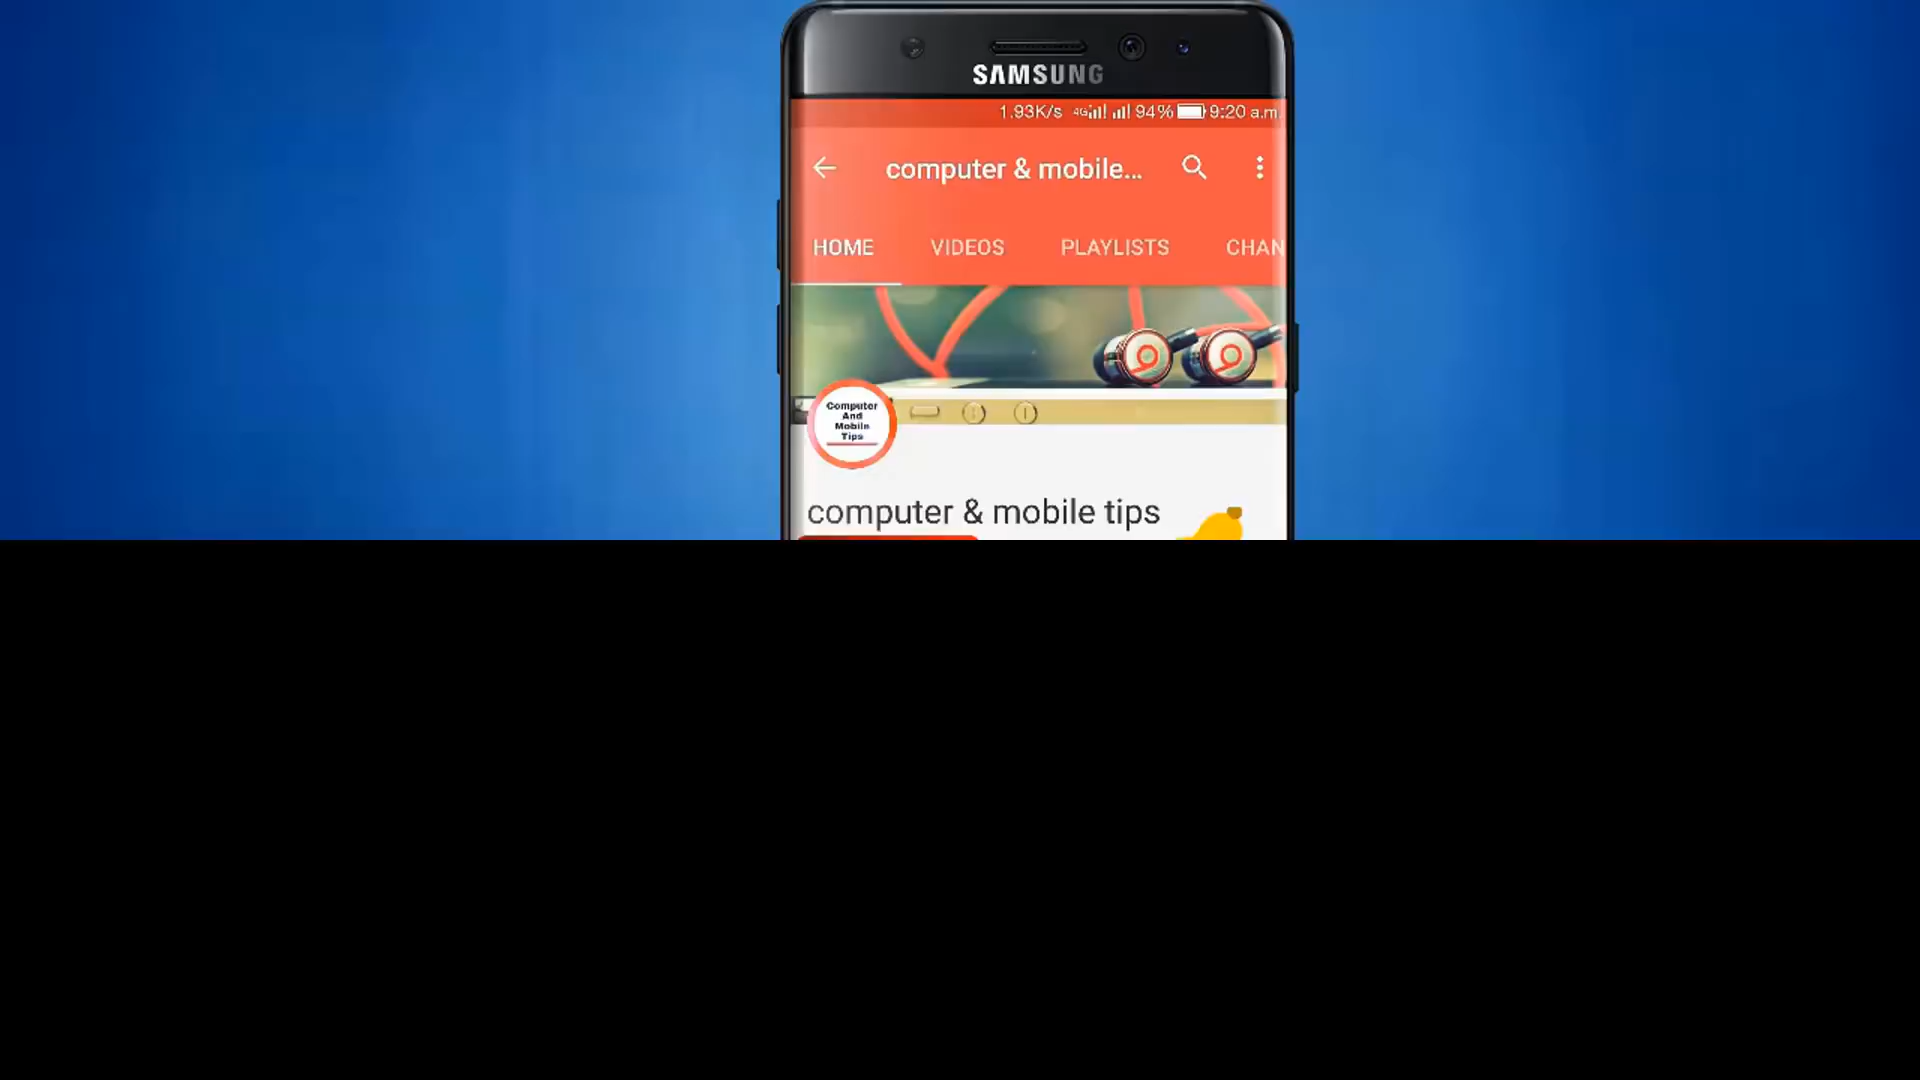 SAMSUNG
1.93K/s 4G 94% 9:20 a.m.
computer & mobile...
HOME VIDEOS PLAYLISTS CHAN
Computer
And
Mobile
Tips
computer & mobile tips